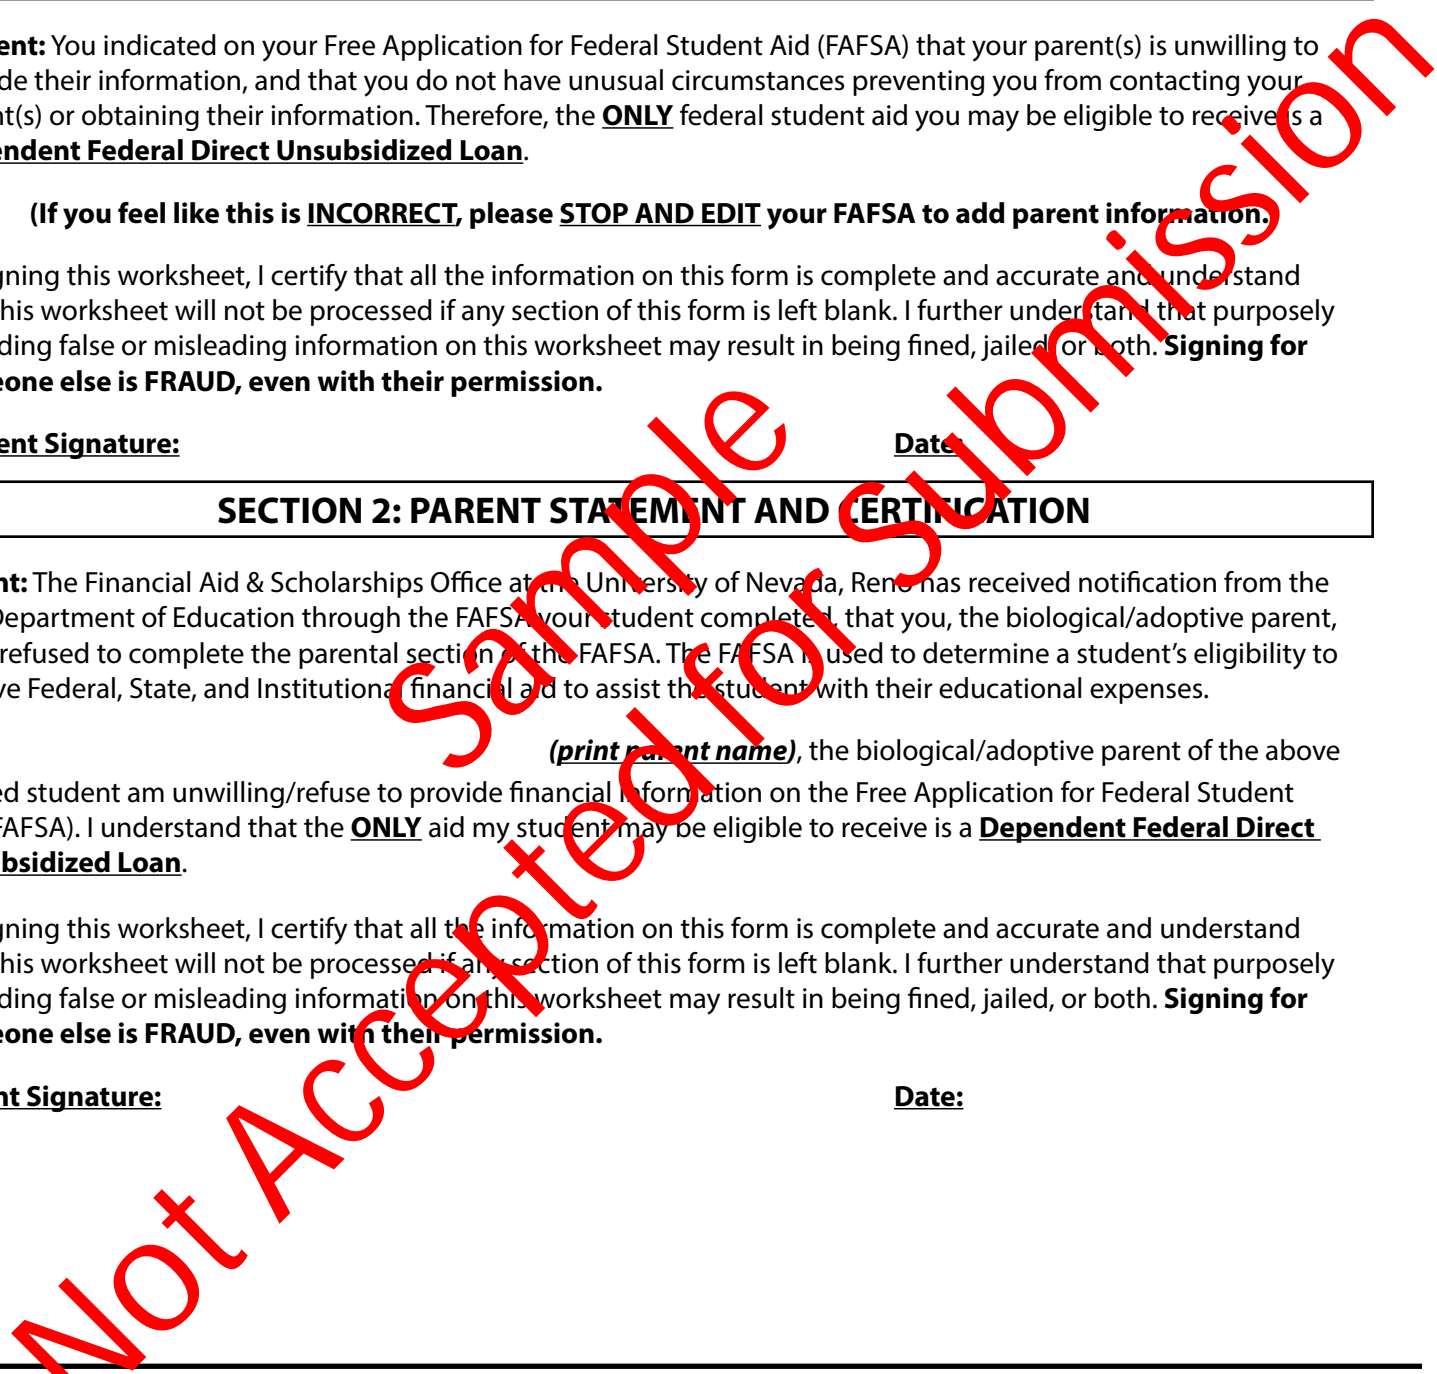 ent: You indicated on your Free Application for Federal Student Aid (FAFSA) that your parent(s) is unwilling to
de their information, and that you do not have unusual circumstances preventing you from contacting your
t(s) or obtaining their information. Therefore, the ONLY federal student aid you may be eligible to receive is a
endent Federal Direct Unsubsidized Loan.
(If you feel like this is INCORRECT, please STOP AND EDIT your FAFSA to add parent information.
gning this worksheet, I certify that all the information on this form is complete and accurate and understand
his worksheet will not be processed if any section of this form is left blank. I further understand that purposely
ding false or misleading information on this worksheet may result in being fined, jailed, or both. Signing for
eone else is FRAUD, even with their permission.
ent Signature: Date:
SECTION 2: PARENT STATEMENT AND CERTIFICATION
nt: The Financial Aid & Scholarships Office at the University of Nevada, Reno has received notification from the
Department of Education through the FAFSA your student completed, that you, the biological/adoptive parent,
refused to complete the parental section of the FAFSA. The FAFSA is used to determine a student's eligibility to
ve Federal, State, and Institutional financial aid to assist the student with their educational expenses.
(print parent name), the biological/adoptive parent of the above
ed student am unwilling/refuse to provide financial information on the Free Application for Federal Student
FAFSA). I understand that the ONLY aid my student may be eligible to receive is a Dependent Federal Direct
bsidized Loan.
gning this worksheet, I certify that all the information on this form is complete and accurate and understand
his worksheet will not be processed if any section of this form is left blank. I further understand that purposely
ding false or misleading information on this worksheet may result in being fined, jailed, or both. Signing for
eone else is FRAUD, even with their permission.
nt Signature: Date:
Sample
Not Accepted for Submission